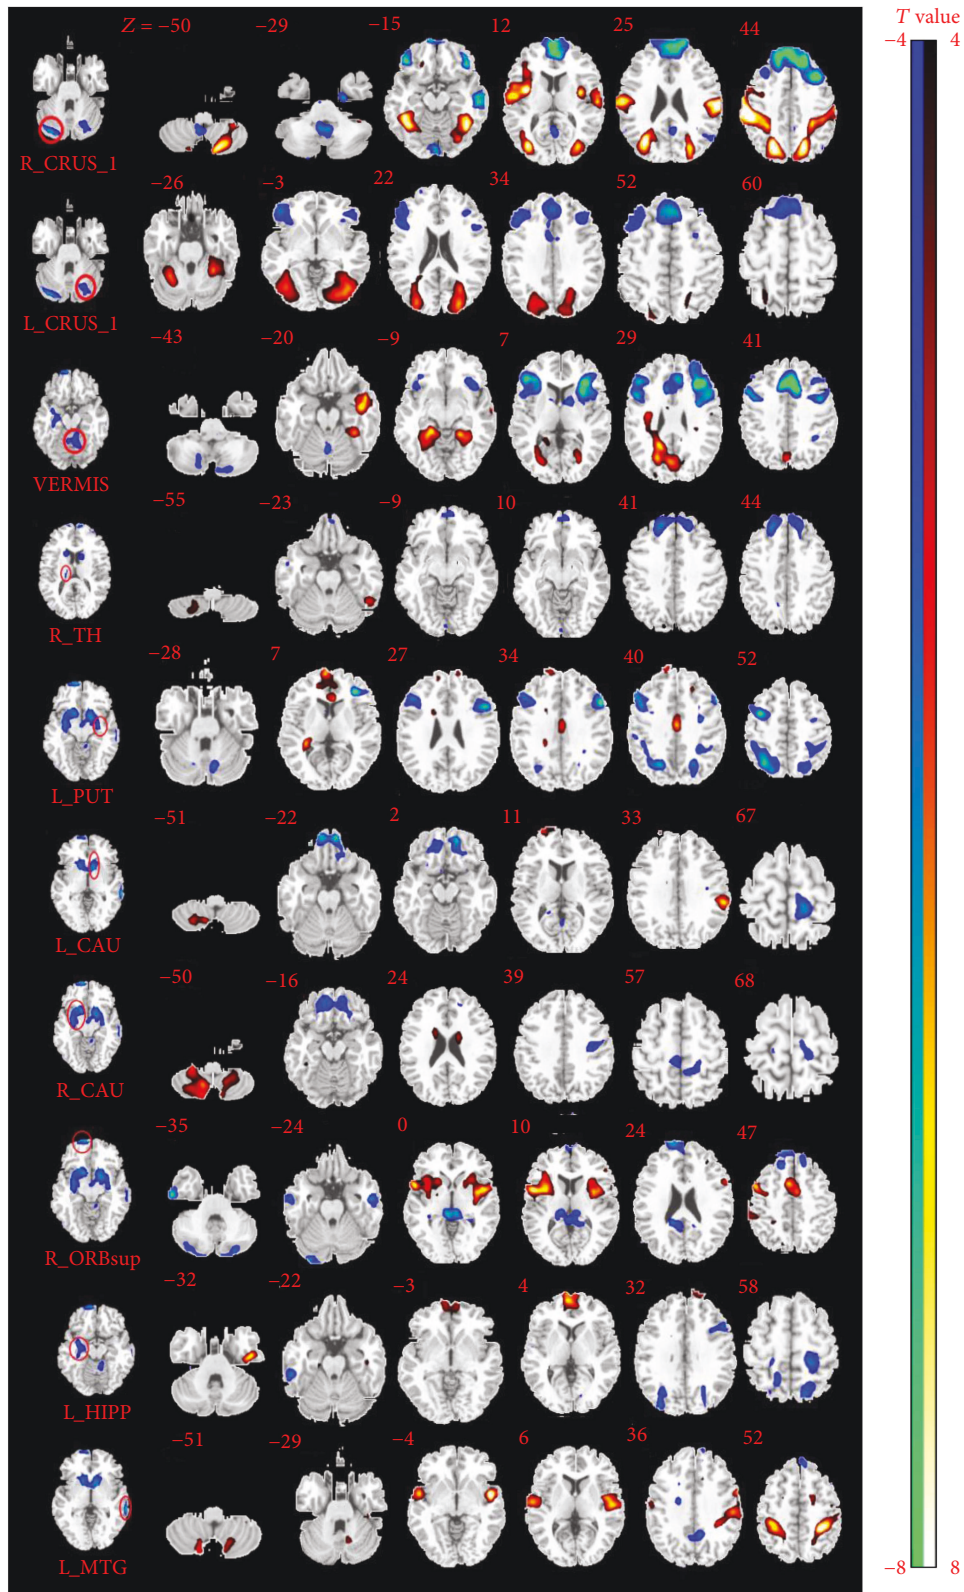 T value
Z = −50 −29 −15 12 25 44
−4 4
R_CRUS_1
−26 −3 22 34 52 60
L_CRUS_1
−43 −20 −9 7 29 41
VERMIS
−55 −23 −9 10 41 44
R_TH
−28 7 27 34 40 52
L_PUT
−51 −22 2 11 33 67
L_CAU
−50 −16 24 39 57 68
R_CAU
−35 −24 0 10 24 47
R_ORBsup
−32 −22 −3 4 32 58
L_HIPP
−51 −29 −4 6 36 52
L_MTG
−8 8